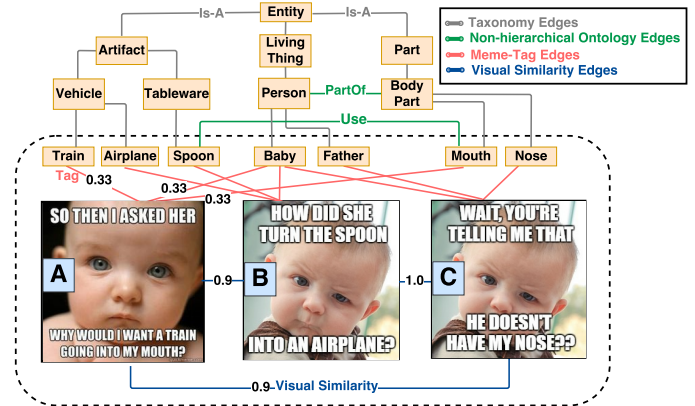 Is-A
Entity
Is-A
Taxonomy Edges
Non-hierarchical Ontology Edges
Meme-Tag Edges
Visual Similarity Edges
Artifact
Living
Thing
Part
Vehicle
Tableware
Person
PartOf
Body
Part
Use
Train
Airplane
Spoon
Baby
Father
Mouth
Nose
Tag
0.33
0.33
0.33
SO THEN I ASKED HER
WHY WOULD I WANT A TRAIN
GOING INTO MY MOUTH?
A
0.9
HOW DID SHE
TURN THE SPOON
B
INTO AN AIRPLANE?
1.0
WAIT, YOU'RE
TELLING ME THAT
C
HE DOESN'T
HAVE MY NOSE??
0.9 Visual Similarity